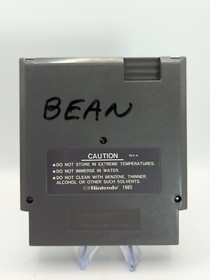 BEAN
CAUTION
• DO NOT STORE IN EXTREME TEMPERATURES.
• DO NOT IMMERSE IN WATER.
• DO NOT CLEAN WITH BENZENE, THINNER,
ALCOHOL OR OTHER SUCH SOLVENTS.
©Nintendo 1985